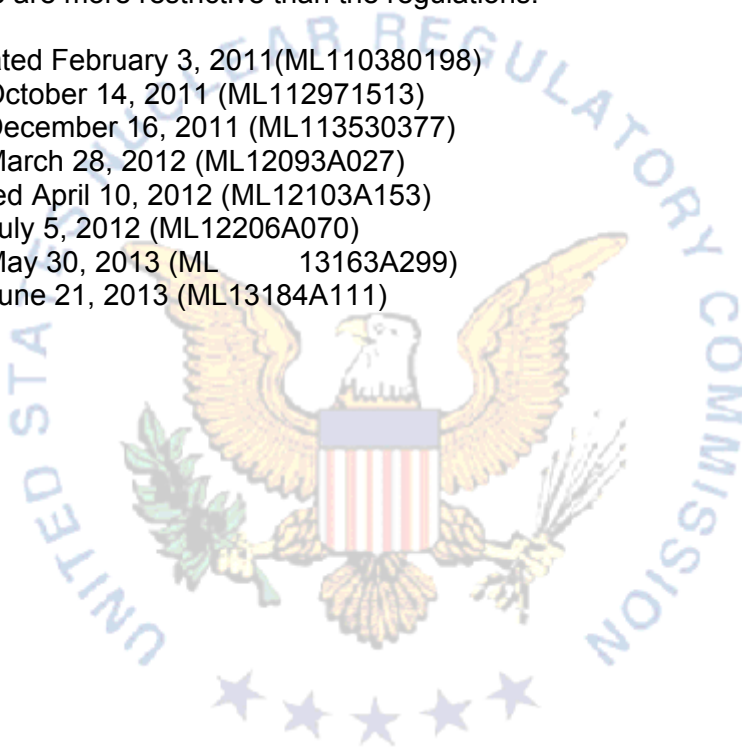 are more restrictive than the regulations.
ated February 3, 2011(ML110380198)
October 14, 2011 (ML112971513)
December 16, 2011 (ML113530377)
March 28, 2012 (ML12093A027)
ed April 10, 2012 (ML12103A153)
July 5, 2012 (ML12206A070)
May 30, 2013 (ML 13163A299)
June 21, 2013 (ML13184A111)
UNITED STATES NUCLEAR REGULATORY COMMISSION